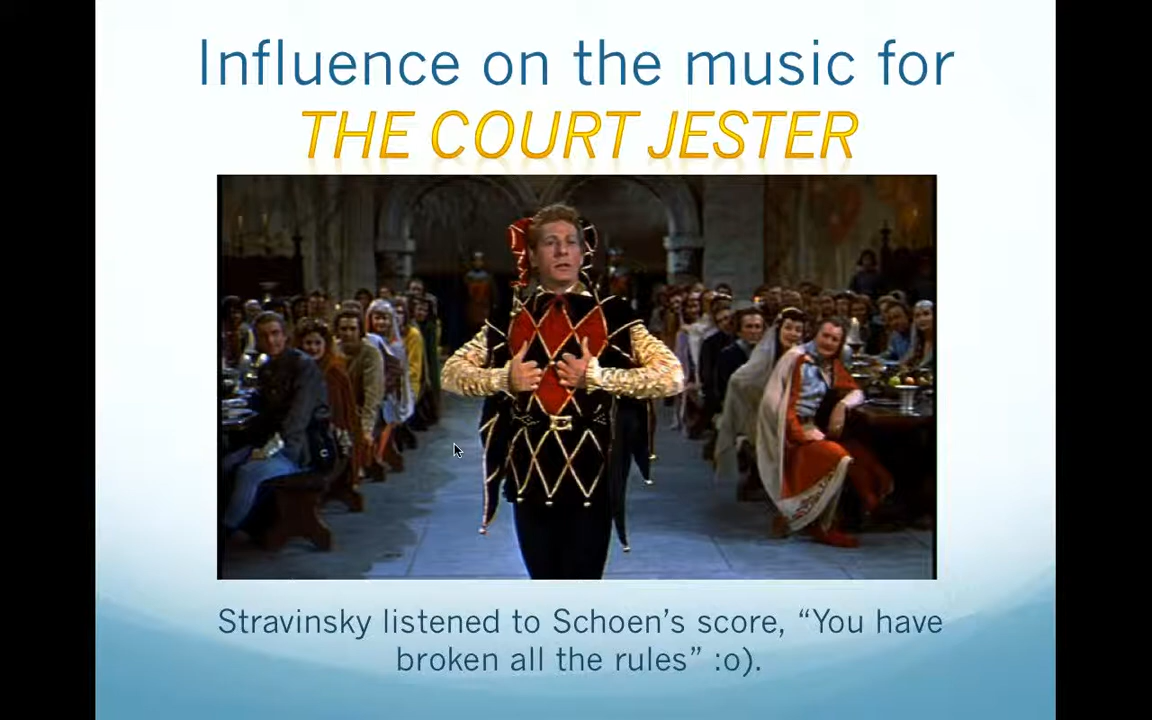 Influence on the music for
THE COURT JESTER
Stravinsky listened to Schoen’s score, “You have
broken all the rules” :o).